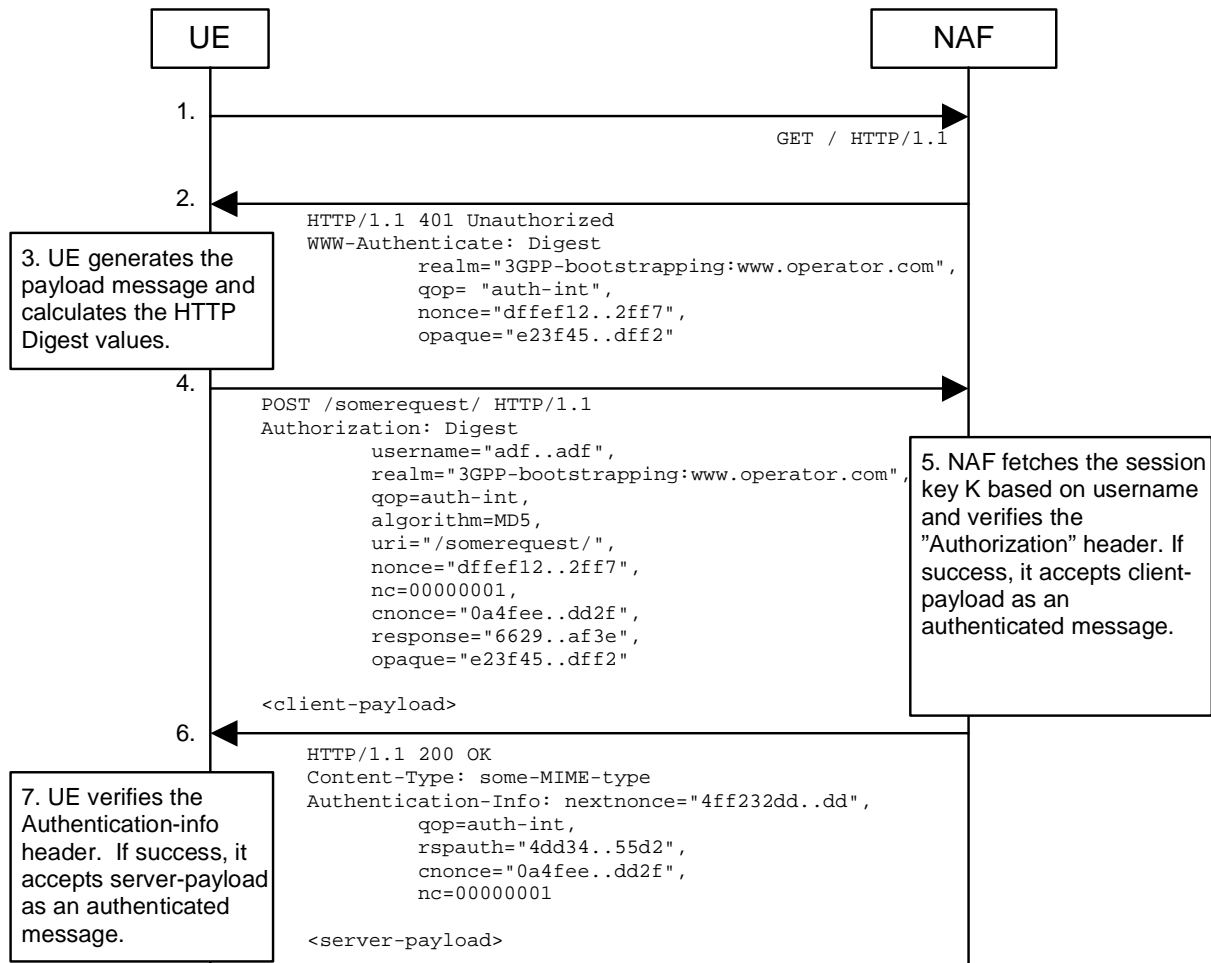 UE
NAF
1.
GET / HTTP/1.1
2.
HTTP/1.1 401 Unauthorized
WWW-Authenticate: Digest
realm="3GPP-bootstrapping:www.operator.com",
qop= "auth-int",
nonce="dffef12..2ff7",
opaque="e23f45..dff2"
3. UE generates the
payload message and
calculates the HTTP
Digest values.
4.
POST /somerequest/ HTTP/1.1
Authorization: Digest
username="adf..adf",
realm="3GPP-bootstrapping:www.operator.com",
qop=auth-int,
algorithm=MD5,
uri="/somerequest/",
nonce="dffef12..2ff7",
nc=00000001,
cnonce="0a4fee..dd2f",
response="6629..af3e",
opaque="e23f45..dff2"
<client-payload>
5. NAF fetches the session
key K based on username
and verifies the
”Authorization” header. If
success, it accepts client-
payload as an
authenticated message.
6.
HTTP/1.1 200 OK
Content-Type: some-MIME-type
Authentication-Info: nextnonce="4ff232dd..dd",
qop=auth-int,
rspauth="4dd34..55d2",
cnonce="0a4fee..dd2f",
nc=00000001
<server-payload>
7. UE verifies the
Authentication-info
header.  If success, it
accepts server-payload
as an authenticated
message.